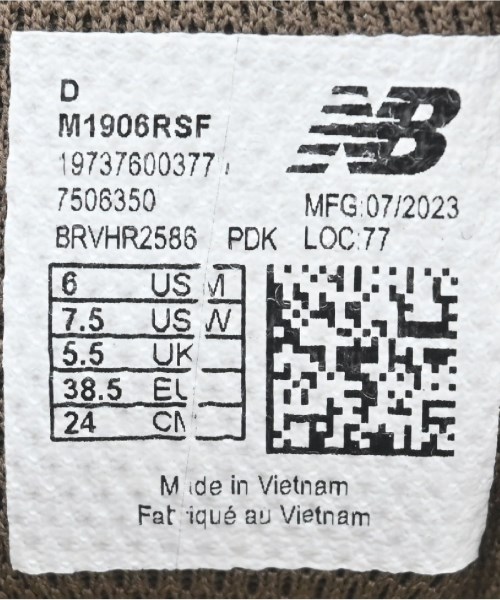 D
M1906RSF
NB
19737600377
7506350
MFG:07/2023
BRVHR2586 PDK LOC:77
6 US M
7.5 US W
5.5 UK
38.5 EU
24 CM
Made in Vietnam
Fabriqué au Vietnam